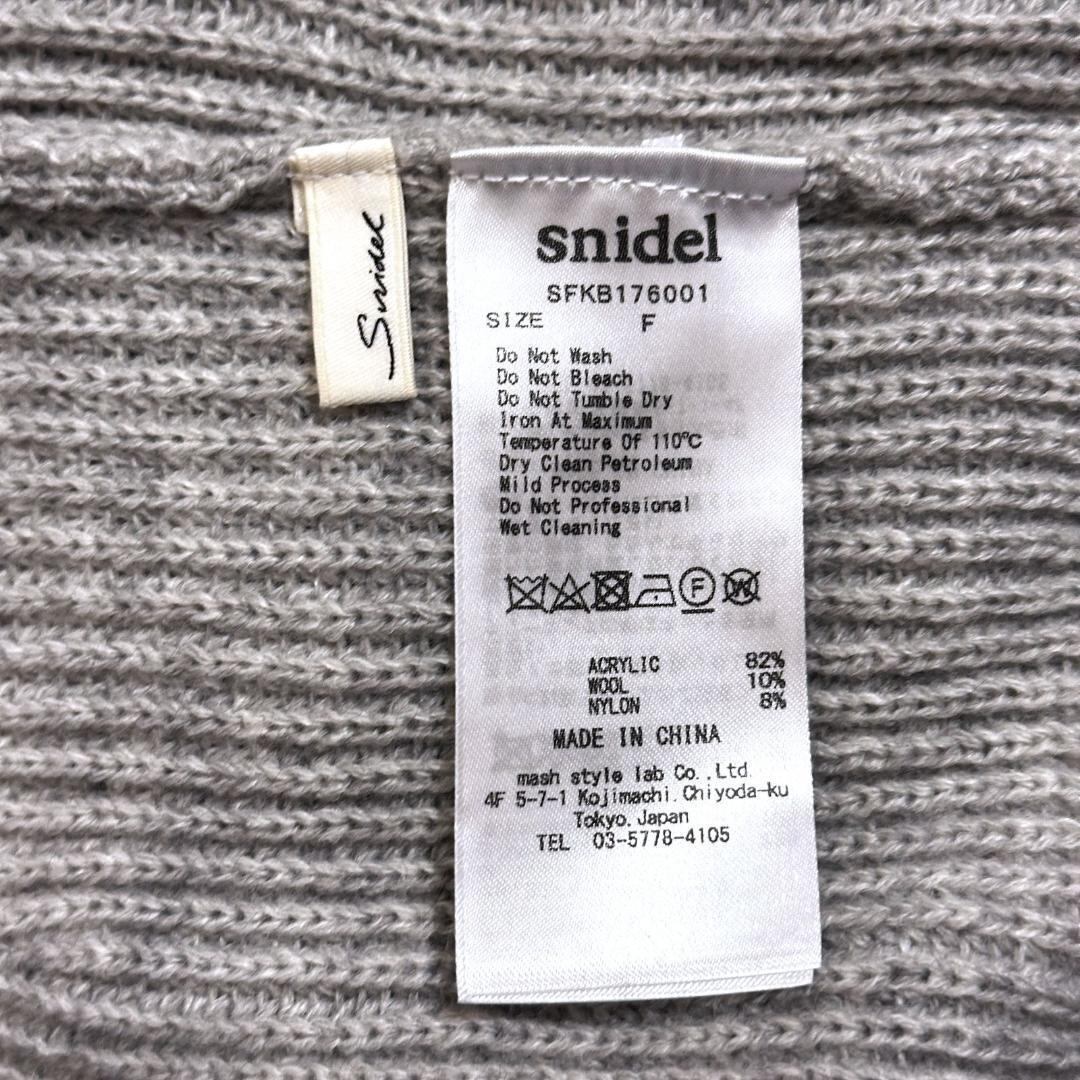 Snidel
snidel
SFKB176001
SIZE F
Do Not Wash
Do Not Bleach
Do Not Tumble Dry
Iron At Maximum
Temperature Of 110℃
Dry Clean Petroleum
Mild Process
Do Not Professional
Wet Cleaning
F W
ACRYLIC 82%
WOOL 10%
NYLON 8%
MADE IN CHINA
mash style lab Co.,Ltd.
4F 5-7-1 Kojimachi.Chiyoda-ku
Tokyo.Japan
TEL 03-5778-4105